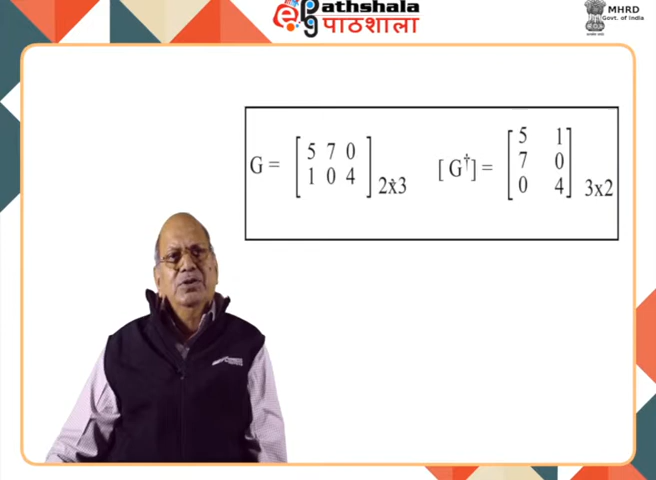 epgpathshala
पाठशाला
MHRD
Govt. of India
G = [ 5 7 0
1 0 4 ] 2x3
[ G† ] = [ 5 1
7 0
0 4 ] 3x2